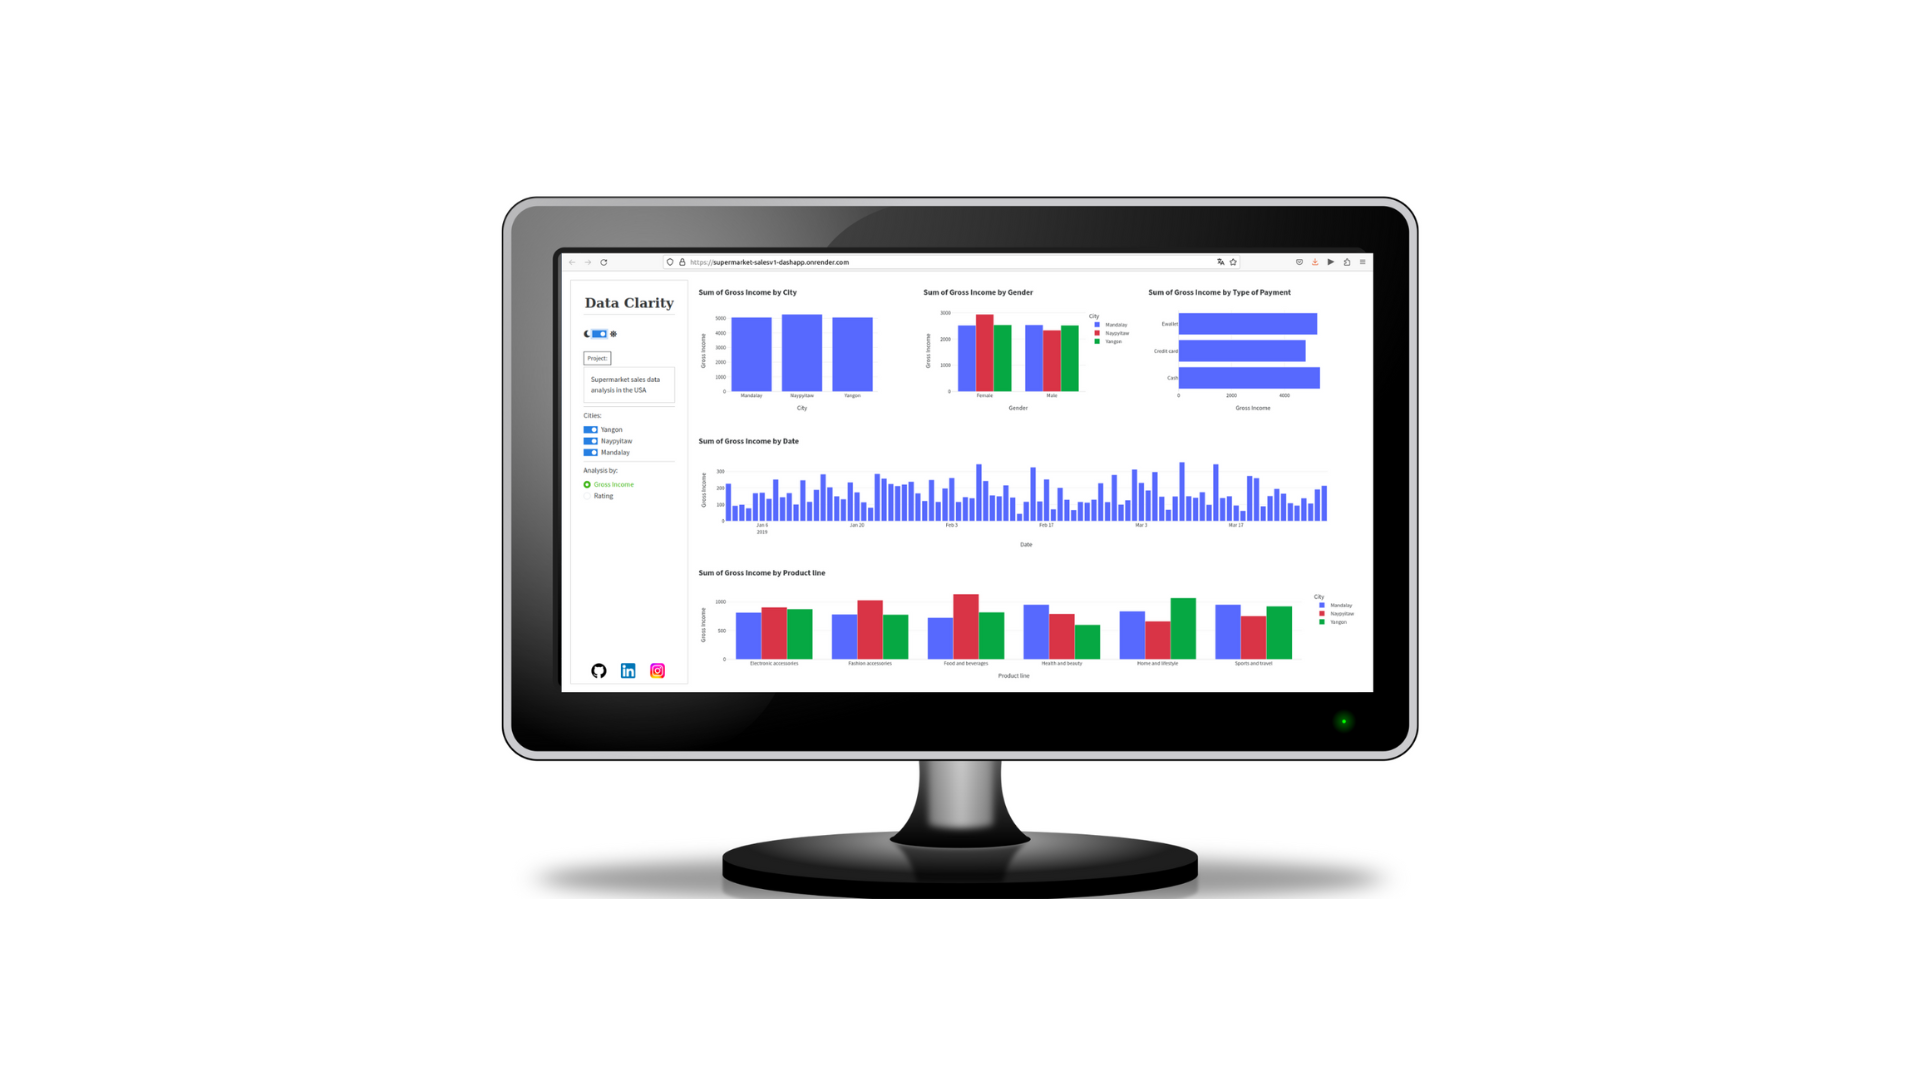 https://supermarket-salesv1-dashapp.onrender.com
Data Clarity
Project:
Supermarket sales data
analysis in the USA
Cities:
Yangon
Naypyitaw
Mandalay
Analysis by:
Gross Income
Rating
Sum of Gross Income by City
Gross Income
5000
4000
3000
2000
1000
0
Mandalay Naypyitaw Yangon
City
Sum of Gross Income by Gender
Gross Income
3000
2000
1000
0
Female Male
Gender
City
Mandalay
Naypyitaw
Yangon
Sum of Gross Income by Type of Payment
Ewallet
Credit card
Cash
0 2000 4000
Gross Income
Sum of Gross Income by Date
Gross Income
300
200
100
0
Jan 6 Jan 20 Feb 3 Feb 17 Mar 3 Mar 17
2019
Date
Sum of Gross Income by Product line
Gross Income
1000
500
0
Electronic accessories Fashion accessories Food and beverages Health and beauty Home and lifestyle Sports and travel
Product line
City
Mandalay
Naypyitaw
Yangon
in